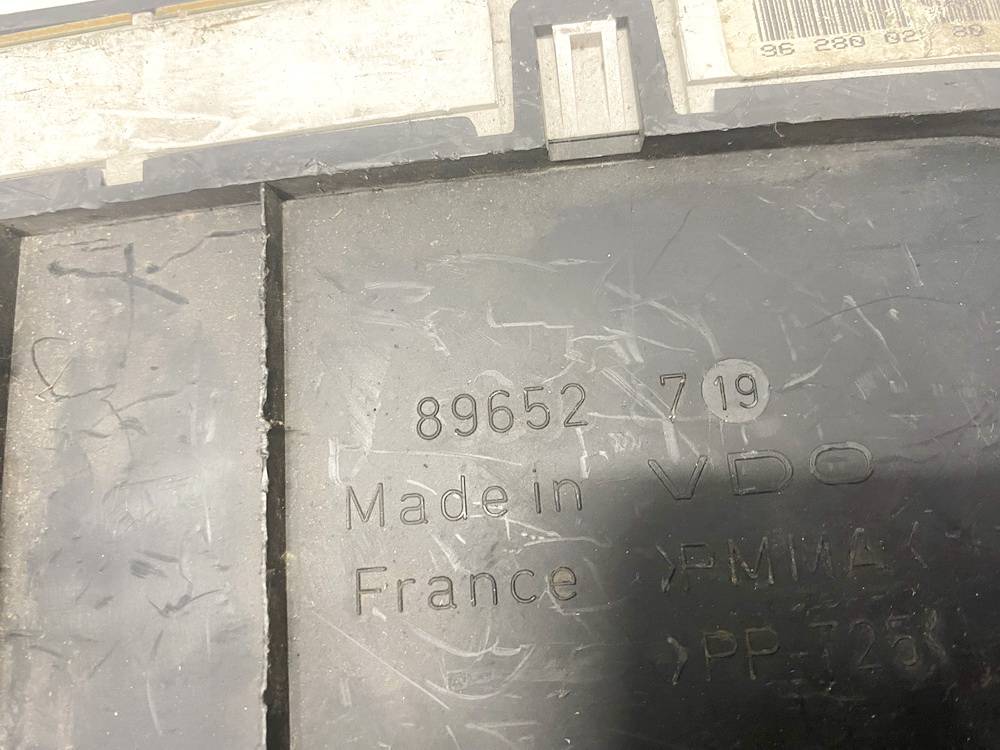 96 280 02 80
89652 7 19
Made in VDO
France >PMMA<
>PP-T25<